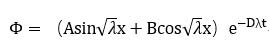 Φ = (Asin√λx + Bcos√λx) e^{−Dλt}